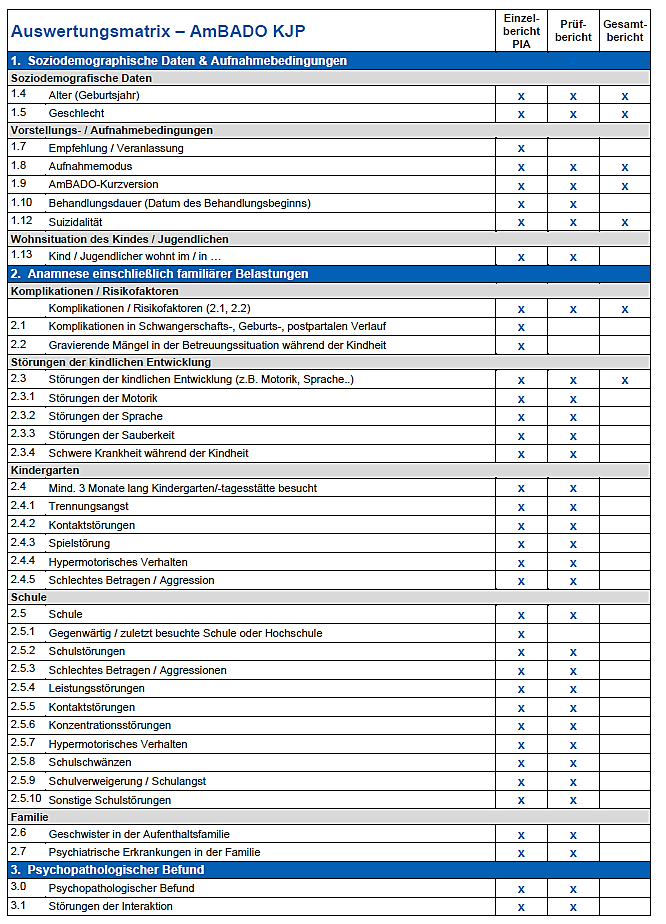 Auswertungsmatrix – AmBADO KJP Einzel-bericht PIA Prüf-bericht Gesamt-bericht
1. Soziodemographische Daten & Aufnahmebedingungen
Soziodemografische Daten
1.4 Alter (Geburtsjahr) x x x
1.5 Geschlecht x x x
Vorstellungs- / Aufnahmebedingungen
1.7 Empfehlung / Veranlassung x
1.8 Aufnahmemodus x x x
1.9 AmBADO-Kurzversion x x x
1.10 Behandlungsdauer (Datum des Behandlungsbeginns) x x
1.12 Suizidalität x x x
Wohnsituation des Kindes / Jugendlichen
1.13 Kind / Jugendlicher wohnt im / in … x x
2. Anamnese einschließlich familiärer Belastungen
Komplikationen / Risikofaktoren
Komplikationen / Risikofaktoren (2.1, 2.2) x x x
2.1 Komplikationen in Schwangerschafts-, Geburts-, postpartalen Verlauf x
2.2 Gravierende Mängel in der Betreuungssituation während der Kindheit x
Störungen der kindlichen Entwicklung
2.3 Störungen der kindlichen Entwicklung (z.B. Motorik, Sprache..) x x x
2.3.1 Störungen der Motorik x x
2.3.2 Störungen der Sprache x x
2.3.3 Störungen der Sauberkeit x x
2.3.4 Schwere Krankheit während der Kindheit x x
Kindergarten
2.4 Mind. 3 Monate lang Kindergarten/-tagesstätte besucht x x
2.4.1 Trennungsangst x x
2.4.2 Kontaktstörungen x x
2.4.3 Spielstörung x x
2.4.4 Hypermotorisches Verhalten x x
2.4.5 Schlechtes Betragen / Aggression x x
Schule
2.5 Schule x x
2.5.1 Gegenwärtig / zuletzt besuchte Schule oder Hochschule x
2.5.2 Schulstörungen x x
2.5.3 Schlechtes Betragen / Aggressionen x x
2.5.4 Leistungsstörungen x x
2.5.5 Kontaktstörungen x x
2.5.6 Konzentrationsstörungen x x
2.5.7 Hypermotorisches Verhalten x x
2.5.8 Schulschwänzen x x
2.5.9 Schulverweigerung / Schulangst x x
2.5.10 Sonstige Schulstörungen x x
Familie
2.6 Geschwister in der Aufenthaltsfamilie x x
2.7 Psychiatrische Erkrankungen in der Familie x x
3. Psychopathologischer Befund
3.0 Psychopathologischer Befund x x
3.1 Störungen der Interaktion x x